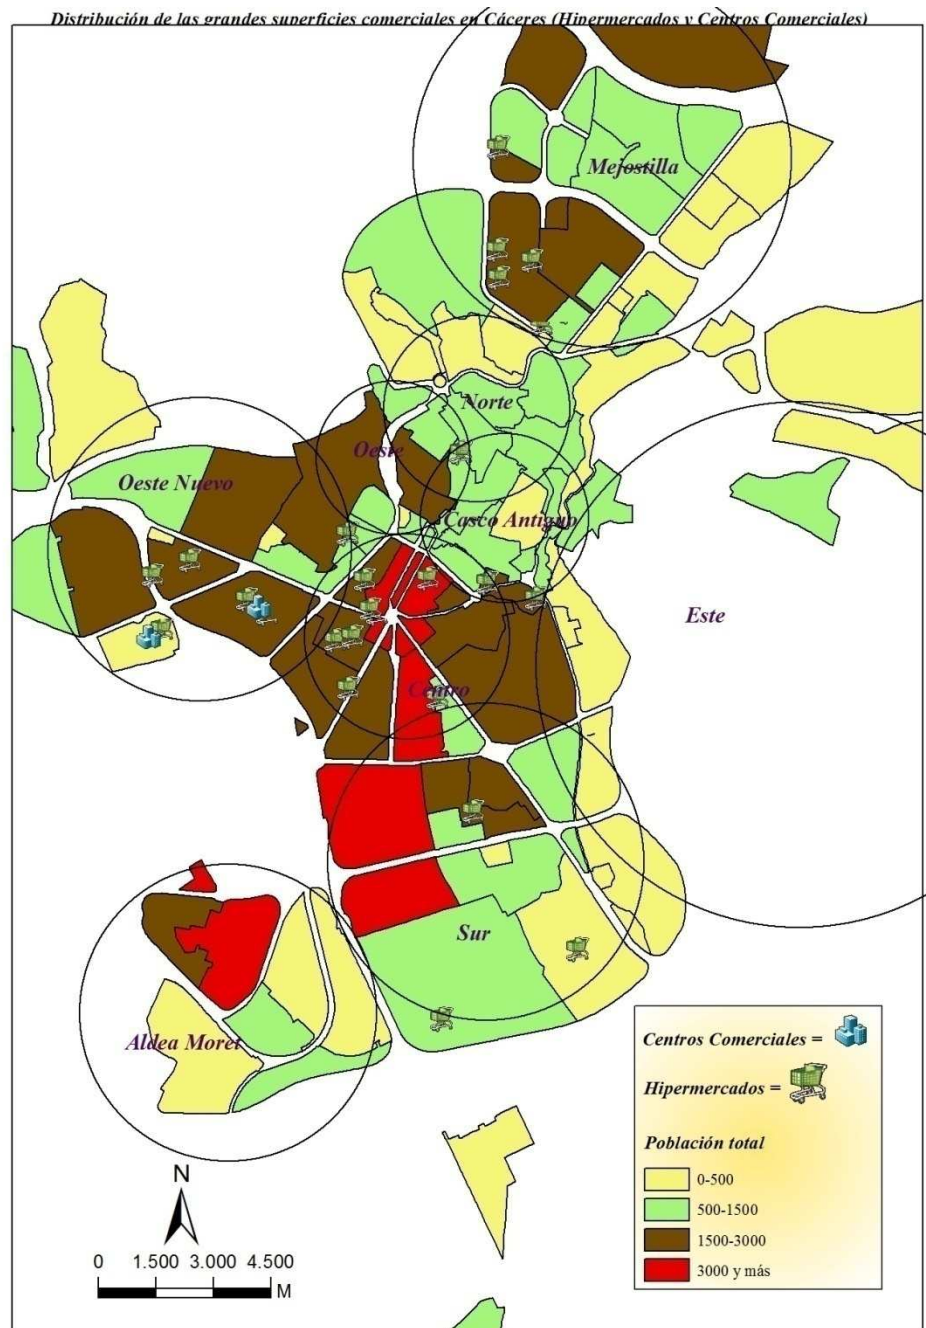 Distribución de las grandes superficies comerciales en Cáceres (Hipermercados y Centros Comerciales)
Mejostilla
Norte
Oeste
Oeste Nuevo
Casco Antiguo
Este
Centro
Sur
Aldea Moret
Centros Comerciales =
Hipermercados =
Población total
0-500
500-1500
1500-3000
3000 y más
N
0 1.500 3.000 4.500
M